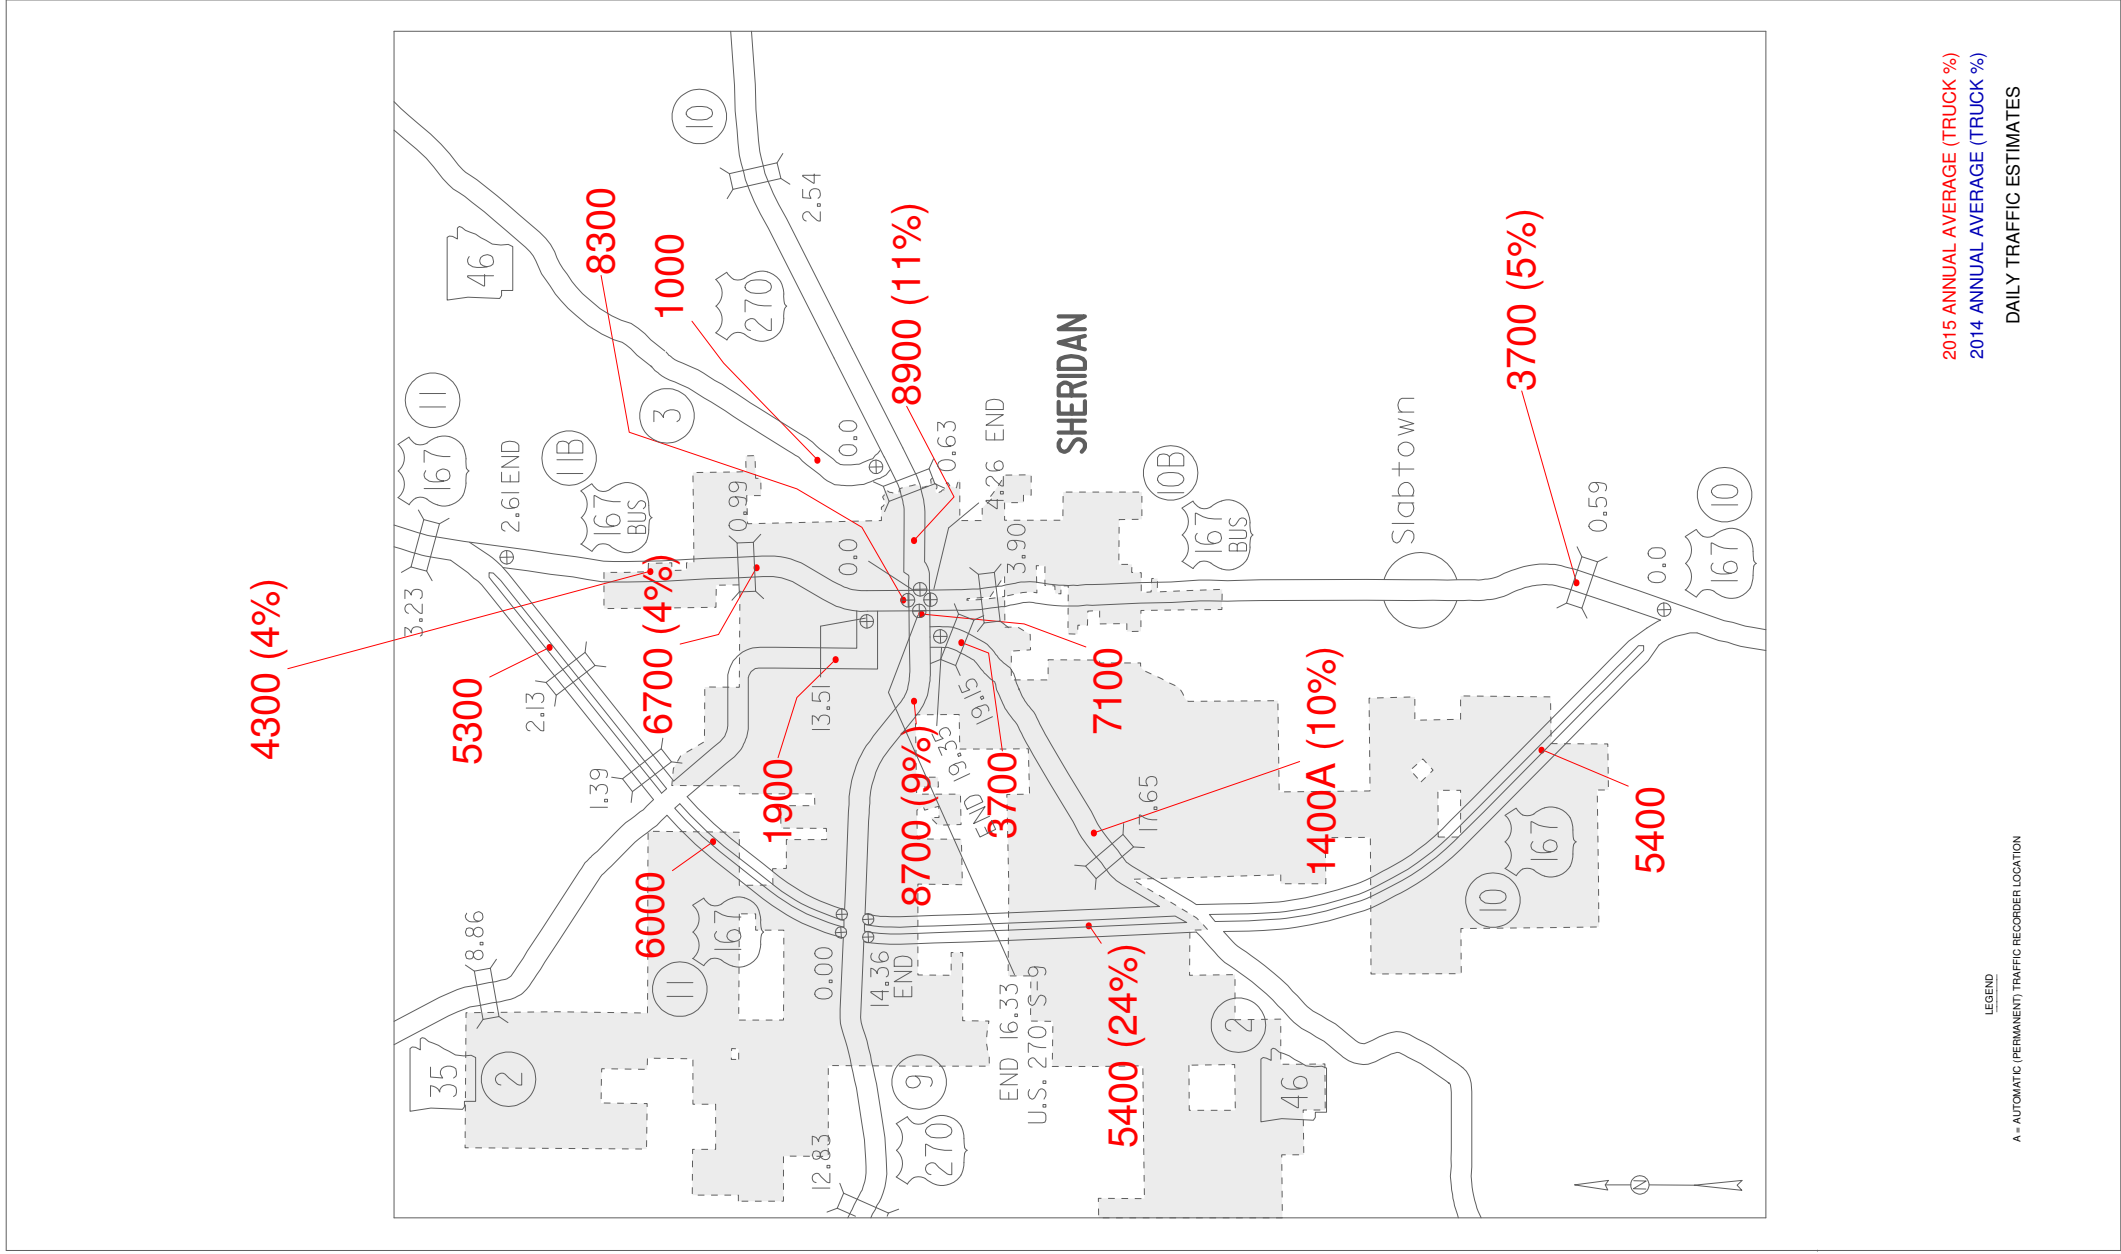 2015 ANNUAL AVERAGE (TRUCK %)
2014 ANNUAL AVERAGE (TRUCK %)
DAILY TRAFFIC ESTIMATES
LEGEND
A = AUTOMATIC (PERMANENT) TRAFFIC RECORDER LOCATION
SHERIDAN
Slabtown
4300 (4%)
5300
6700 (4%)
6000
1900
8300
1000
8900 (11%)
8700 (9%)
3700
7100
1400A (10%)
5400 (24%)
3700 (5%)
5400
35
2
8.86
11
167
3.23
2.61 END
11B
167
BUS
46
3
10
270
2.54
0.0
0.63
4.26 END
0.99
0.0
3.90
2.13
1.39
13.51
19.15
END 19.35
17.65
11
167
0.00
14.36
END
END 16.33
U.S. 270 S-9
9
270
12.83
2
46
10B
167
BUS
0.59
0.0
167
10
10
167
N